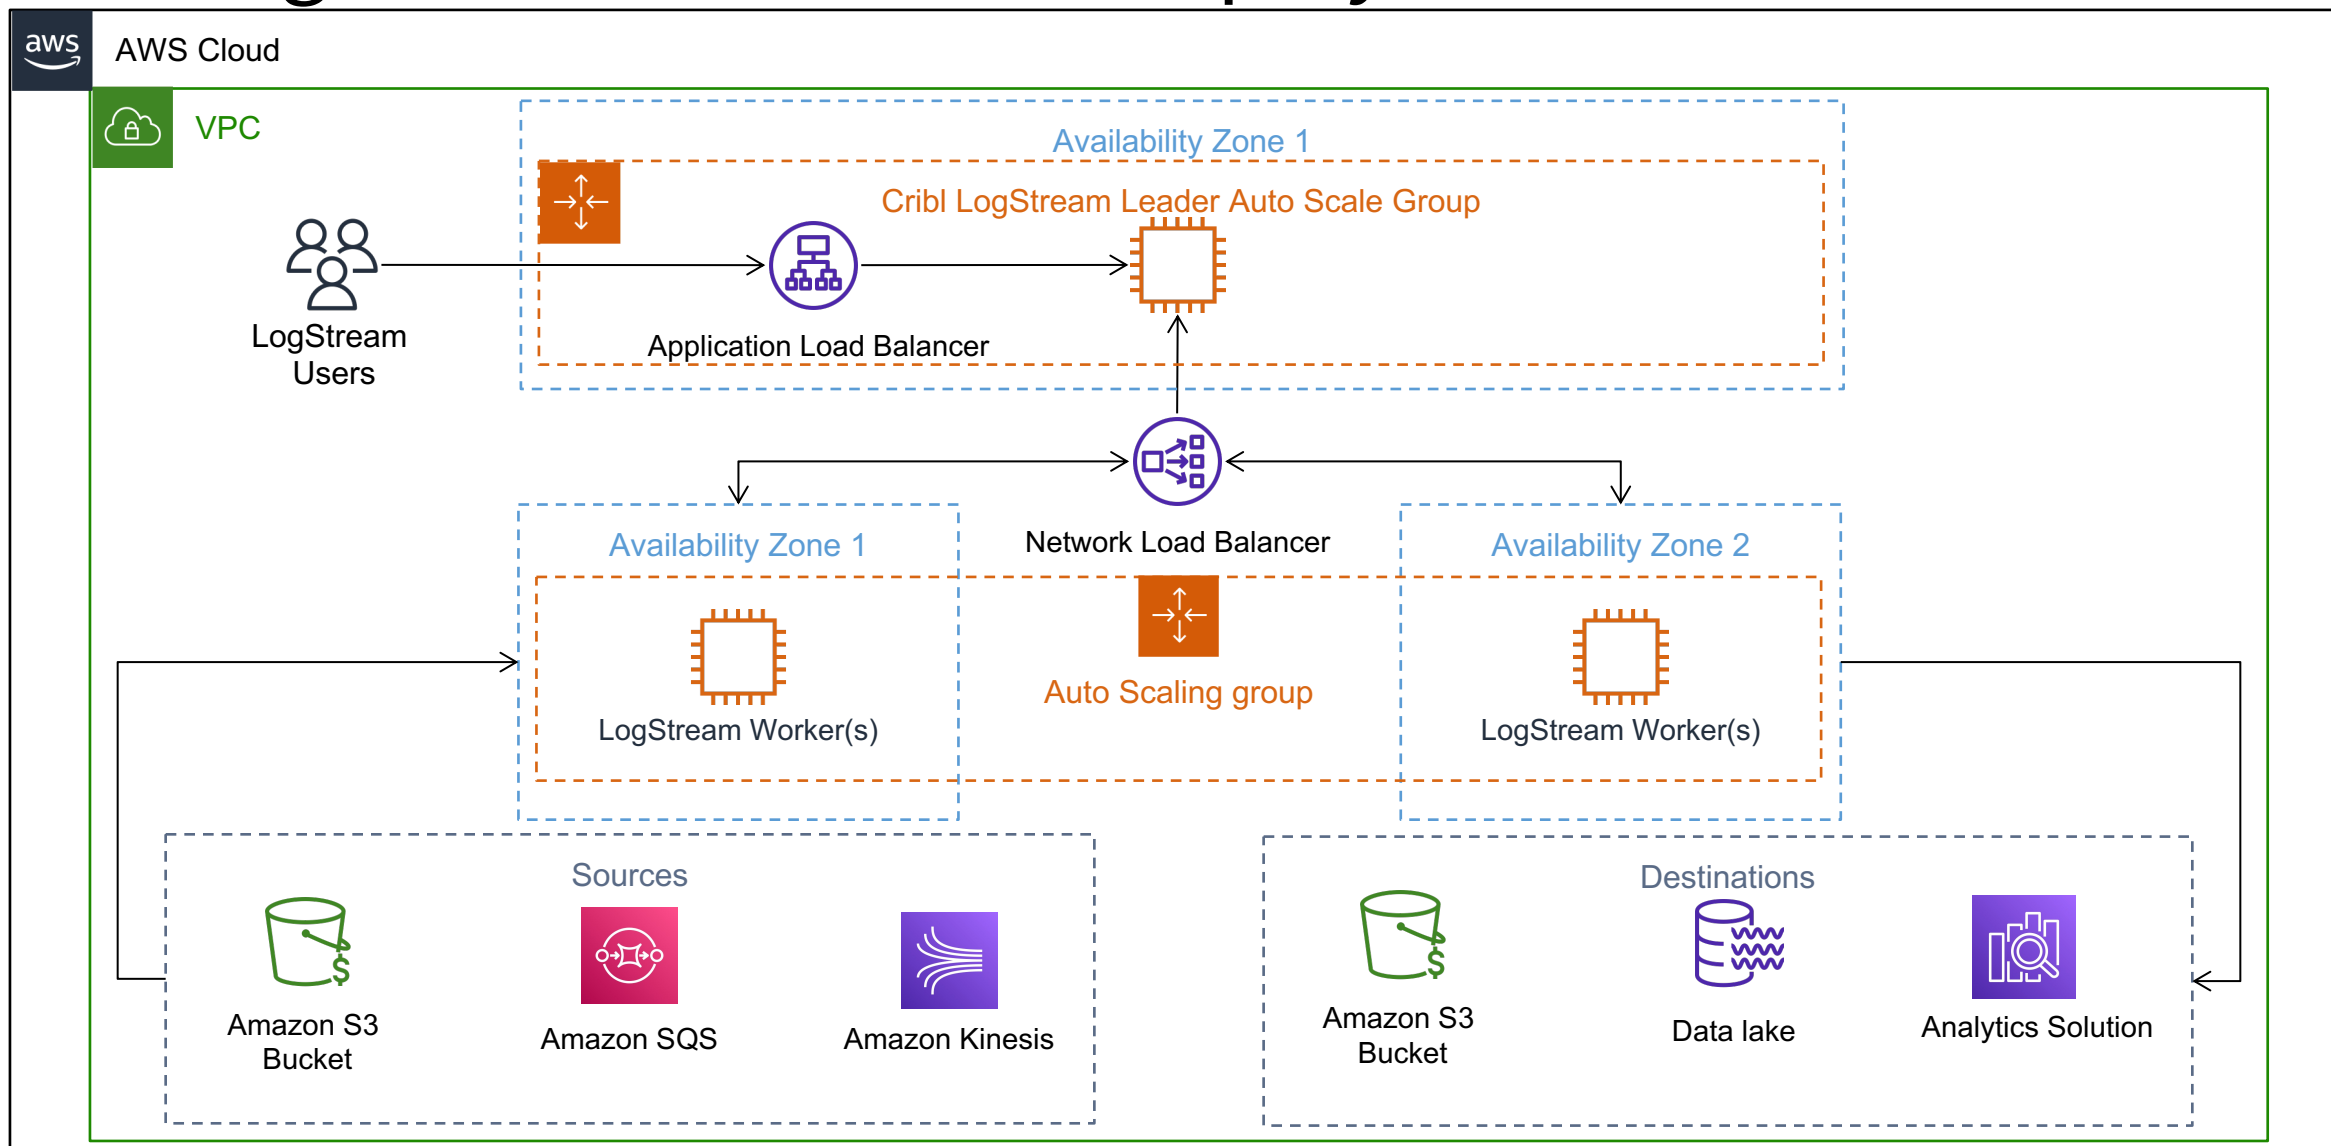 aws
AWS Cloud
VPC
Availability Zone 1
Cribl LogStream Leader Auto Scale Group
LogStream
Users
Application Load Balancer
Network Load Balancer
Availability Zone 1
Availability Zone 2
Auto Scaling group
LogStream Worker(s)
LogStream Worker(s)
Sources
Amazon S3
Bucket
Amazon SQS
Amazon Kinesis
Destinations
Amazon S3
Bucket
Data lake
Analytics Solution